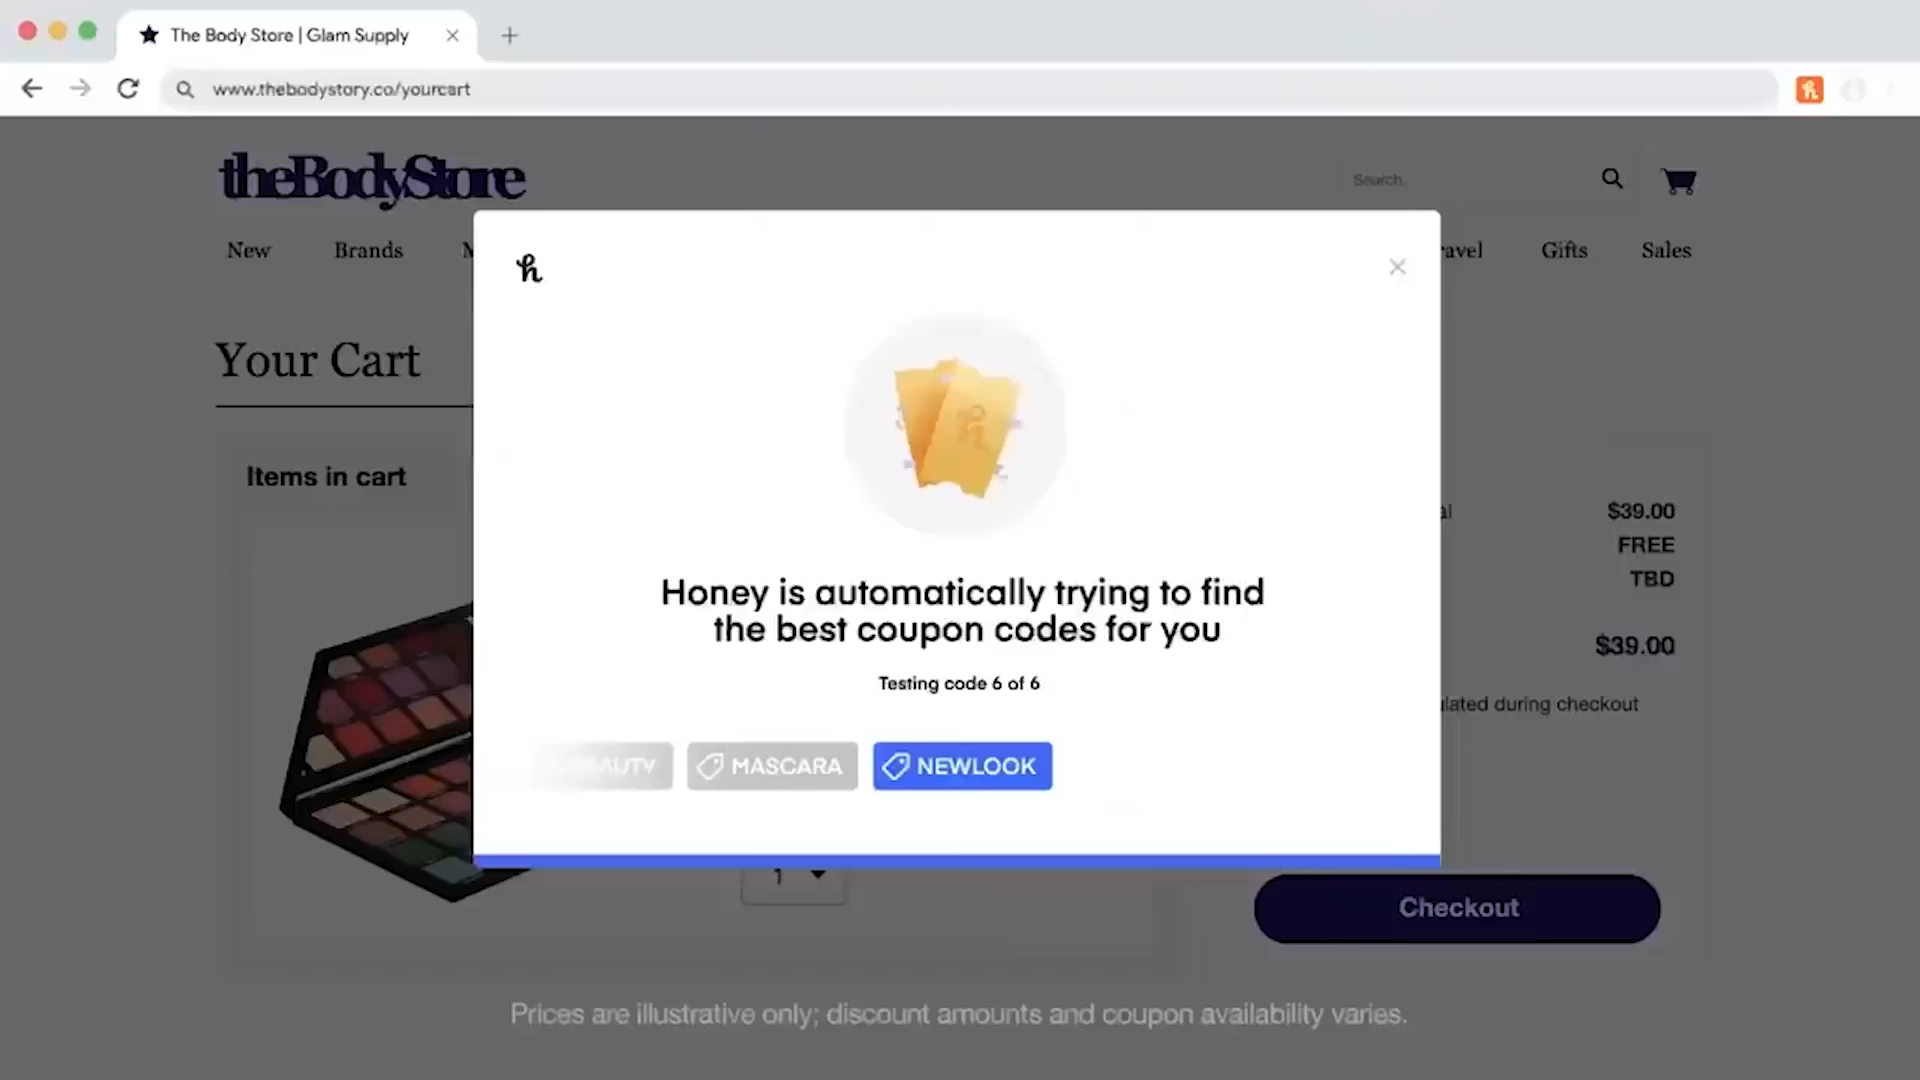 The Body Store | Glam Supply
www.thebodystory.co/yourcart
theBodyStore
Search..
New Brands Gifts Sales
Your Cart
Items in cart
$39.00
FREE
TBD
$39.00
during checkout
Honey is automatically trying to find
the best coupon codes for you
Testing code 6 of 6
MASCARA NEWLOOK
1
Checkout
Prices are illustrative only; discount amounts and coupon availability varies.